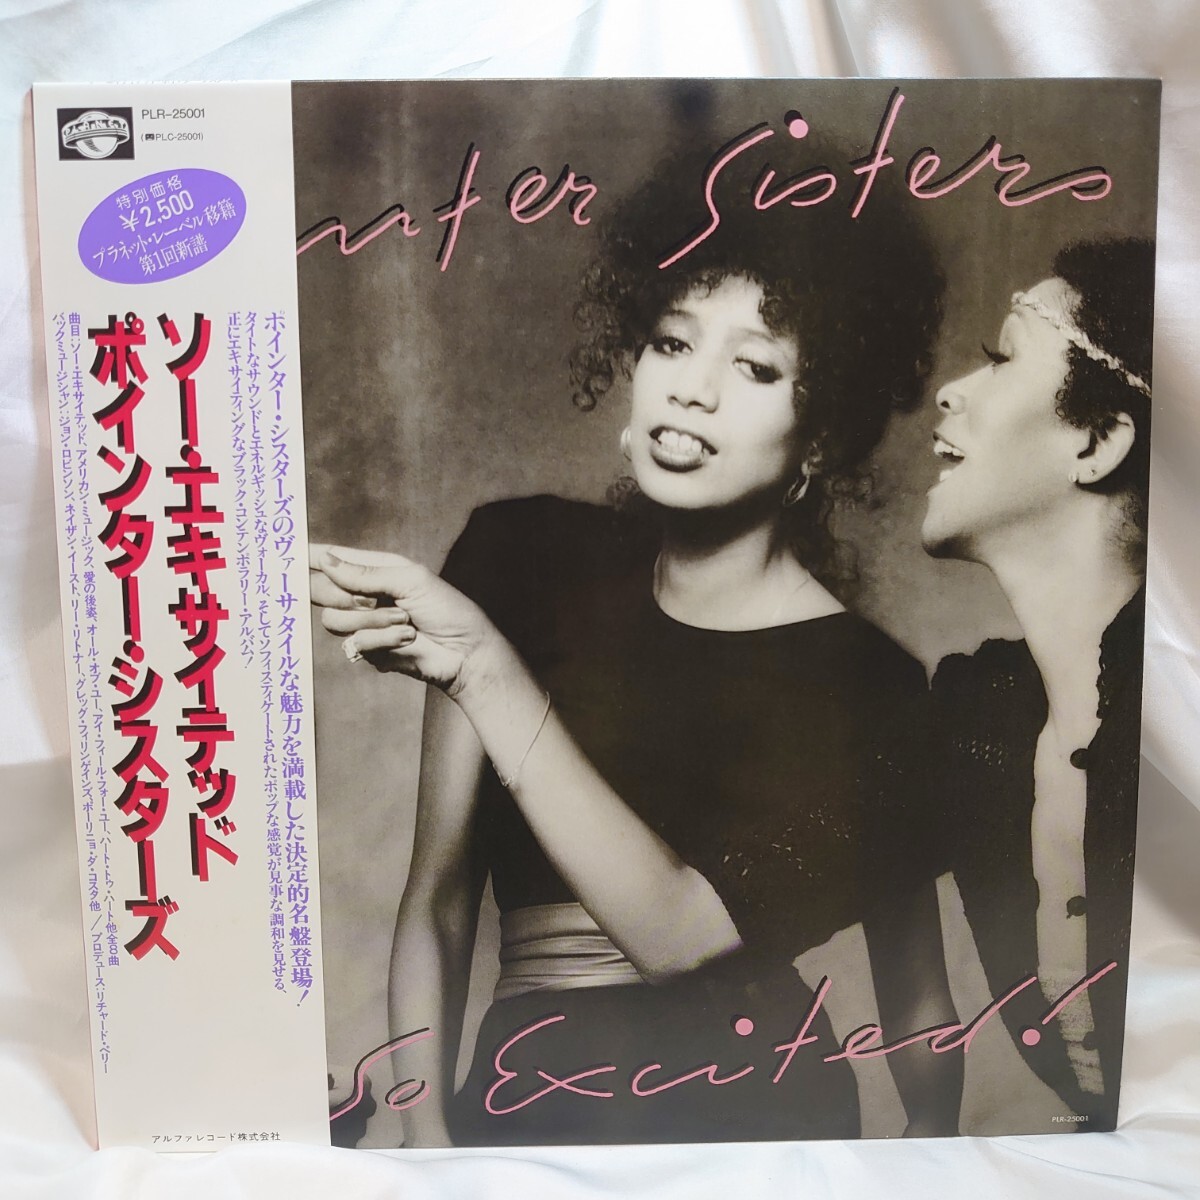 PLANET
PLR-25001
(PLC-25001)
特別価格
¥2,500
プラネット・レーベル移籍
第1回新譜
ソー・エキサイテッド
ポインター・シスターズ
ポインター・シスターズのヴァーサタイルな魅力を満載した決定的名盤登場!
タイトなサウンドとエネルギッシュなヴォーカル、そしてソフィスティケートされたポップな感覚が見事な調和を見せる、
正にエキサイティングなブラック・コンテンポラリー・アルバム!
曲目:ソー・エキサイテッド、アメリカン・ミュージック、愛の後姿、オール・オブ・ユー、アイ・フィール・フォー・ユー、ハート・トゥ・ハート他全8曲
バックミュージシャン:ジョン・ロビンソン、ネイザン・イースト、リー・リトナー、グレッグ・フィリンゲインズ、ポーリニョ・ダ・コスタ他/プロデュース:リチャード・ペリー
アルファレコード株式会社
nter Sisters
So Excited!
PLR-25001